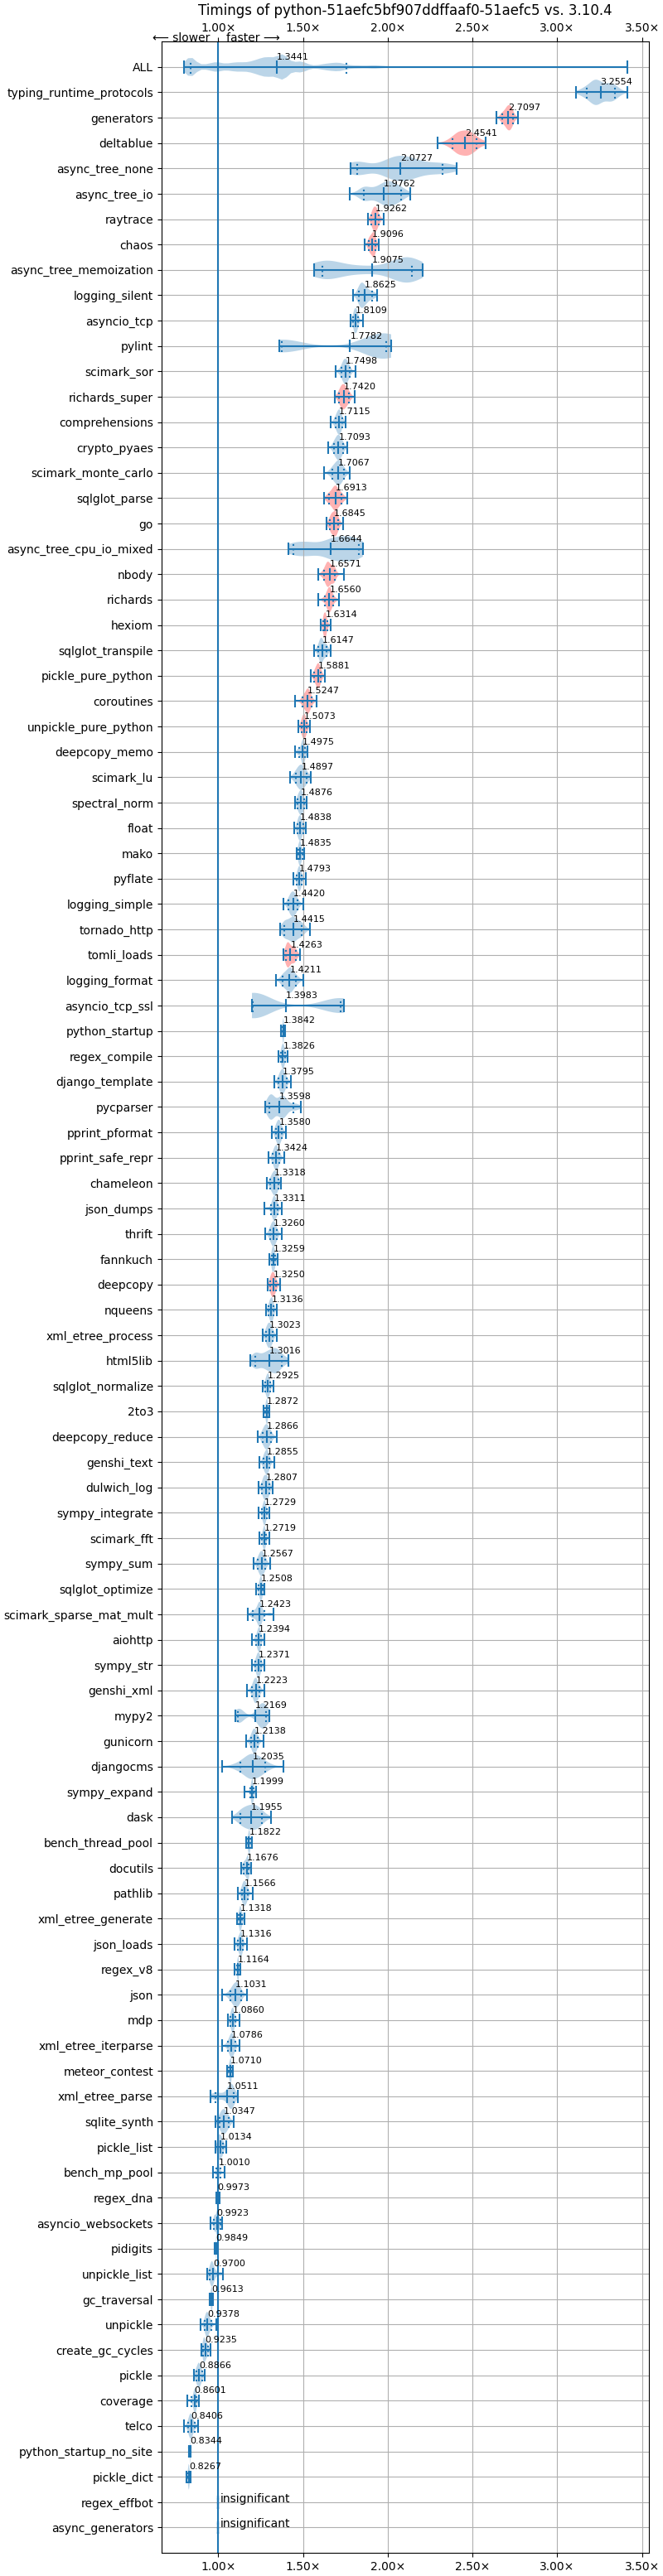 Timings of python-51aefc5bf907ddffaaf0-51aefc5 vs. 3.10.4
1.00× 1.50× 2.00× 2.50× 3.00× 3.50×
⟵ slower faster ⟶
ALL 1.3441
typing_runtime_protocols 3.2554
generators 2.7097
deltablue 2.4541
async_tree_none 2.0727
async_tree_io 1.9762
raytrace 1.9262
chaos 1.9096
async_tree_memoization 1.9075
logging_silent 1.8625
asyncio_tcp 1.8109
pylint 1.7782
scimark_sor 1.7498
richards_super 1.7420
comprehensions 1.7115
crypto_pyaes 1.7093
scimark_monte_carlo 1.7067
sqlglot_parse 1.6913
go 1.6845
async_tree_cpu_io_mixed 1.6644
nbody 1.6571
richards 1.6560
hexiom 1.6314
sqlglot_transpile 1.6147
pickle_pure_python 1.5881
coroutines 1.5247
unpickle_pure_python 1.5073
deepcopy_memo 1.4975
scimark_lu 1.4897
spectral_norm 1.4876
float 1.4838
mako 1.4835
pyflate 1.4793
logging_simple 1.4420
tornado_http 1.4415
tomli_loads 1.4263
logging_format 1.4211
asyncio_tcp_ssl 1.3983
python_startup 1.3842
regex_compile 1.3826
django_template 1.3795
pycparser 1.3598
pprint_pformat 1.3580
pprint_safe_repr 1.3424
chameleon 1.3318
json_dumps 1.3311
thrift 1.3260
fannkuch 1.3259
deepcopy 1.3250
nqueens 1.3136
xml_etree_process 1.3023
html5lib 1.3016
sqlglot_normalize 1.2925
2to3 1.2872
deepcopy_reduce 1.2866
genshi_text 1.2855
dulwich_log 1.2807
sympy_integrate 1.2729
scimark_fft 1.2719
sympy_sum 1.2567
sqlglot_optimize 1.2508
scimark_sparse_mat_mult 1.2423
aiohttp 1.2394
sympy_str 1.2371
genshi_xml 1.2223
mypy2 1.2169
gunicorn 1.2138
djangocms 1.2035
sympy_expand 1.1999
dask 1.1955
bench_thread_pool 1.1822
docutils 1.1676
pathlib 1.1566
xml_etree_generate 1.1318
json_loads 1.1316
regex_v8 1.1164
json 1.1031
mdp 1.0860
xml_etree_iterparse 1.0786
meteor_contest 1.0710
xml_etree_parse 1.0511
sqlite_synth 1.0347
pickle_list 1.0134
bench_mp_pool 1.0010
regex_dna 0.9973
asyncio_websockets 0.9923
pidigits 0.9849
unpickle_list 0.9700
gc_traversal 0.9613
unpickle 0.9378
create_gc_cycles 0.9235
pickle 0.8866
coverage 0.8601
telco 0.8406
python_startup_no_site 0.8344
pickle_dict 0.8267
regex_effbot insignificant
async_generators insignificant
1.00× 1.50× 2.00× 2.50× 3.00× 3.50×